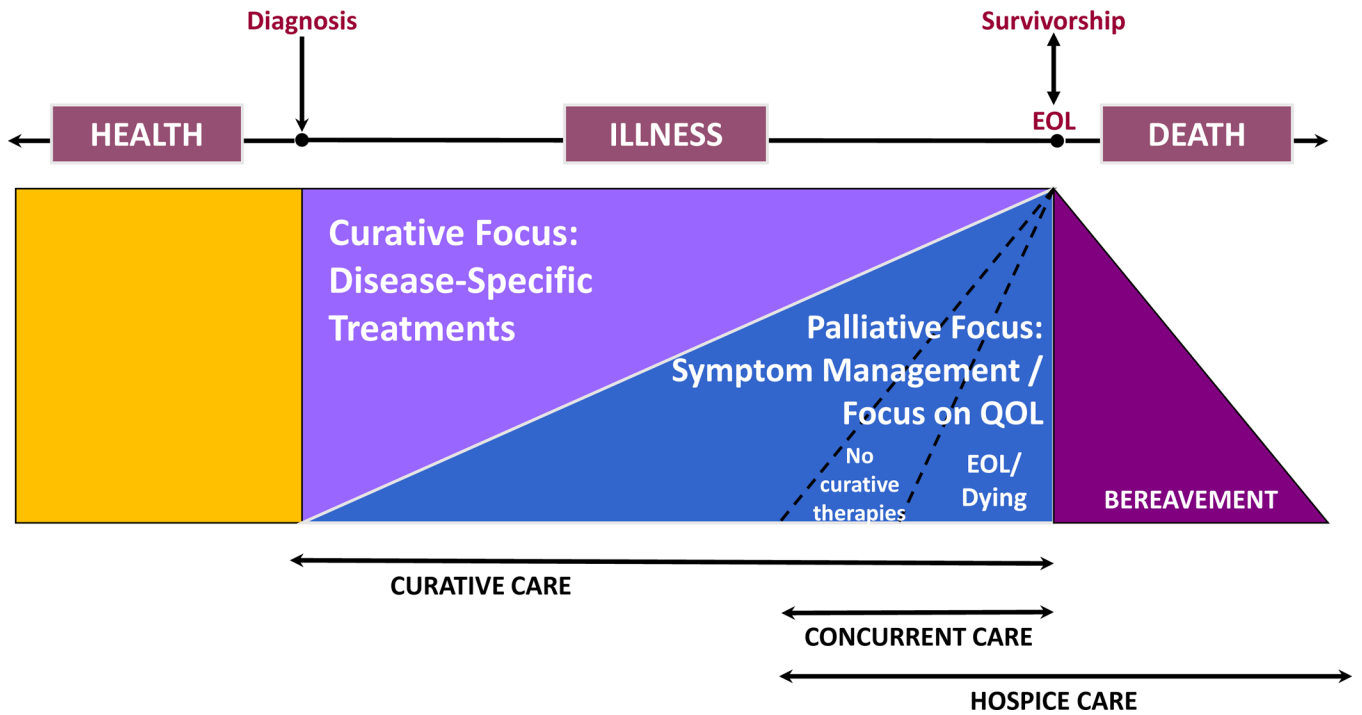 Diagnosis
Survivorship
HEALTH
ILLNESS
EOL
DEATH
Curative Focus:
Disease-Specific
Treatments
Palliative Focus:
Symptom Management /
Focus on QOL
No
curative
therapies
EOL/
Dying
BEREAVEMENT
CURATIVE CARE
CONCURRENT CARE
HOSPICE CARE